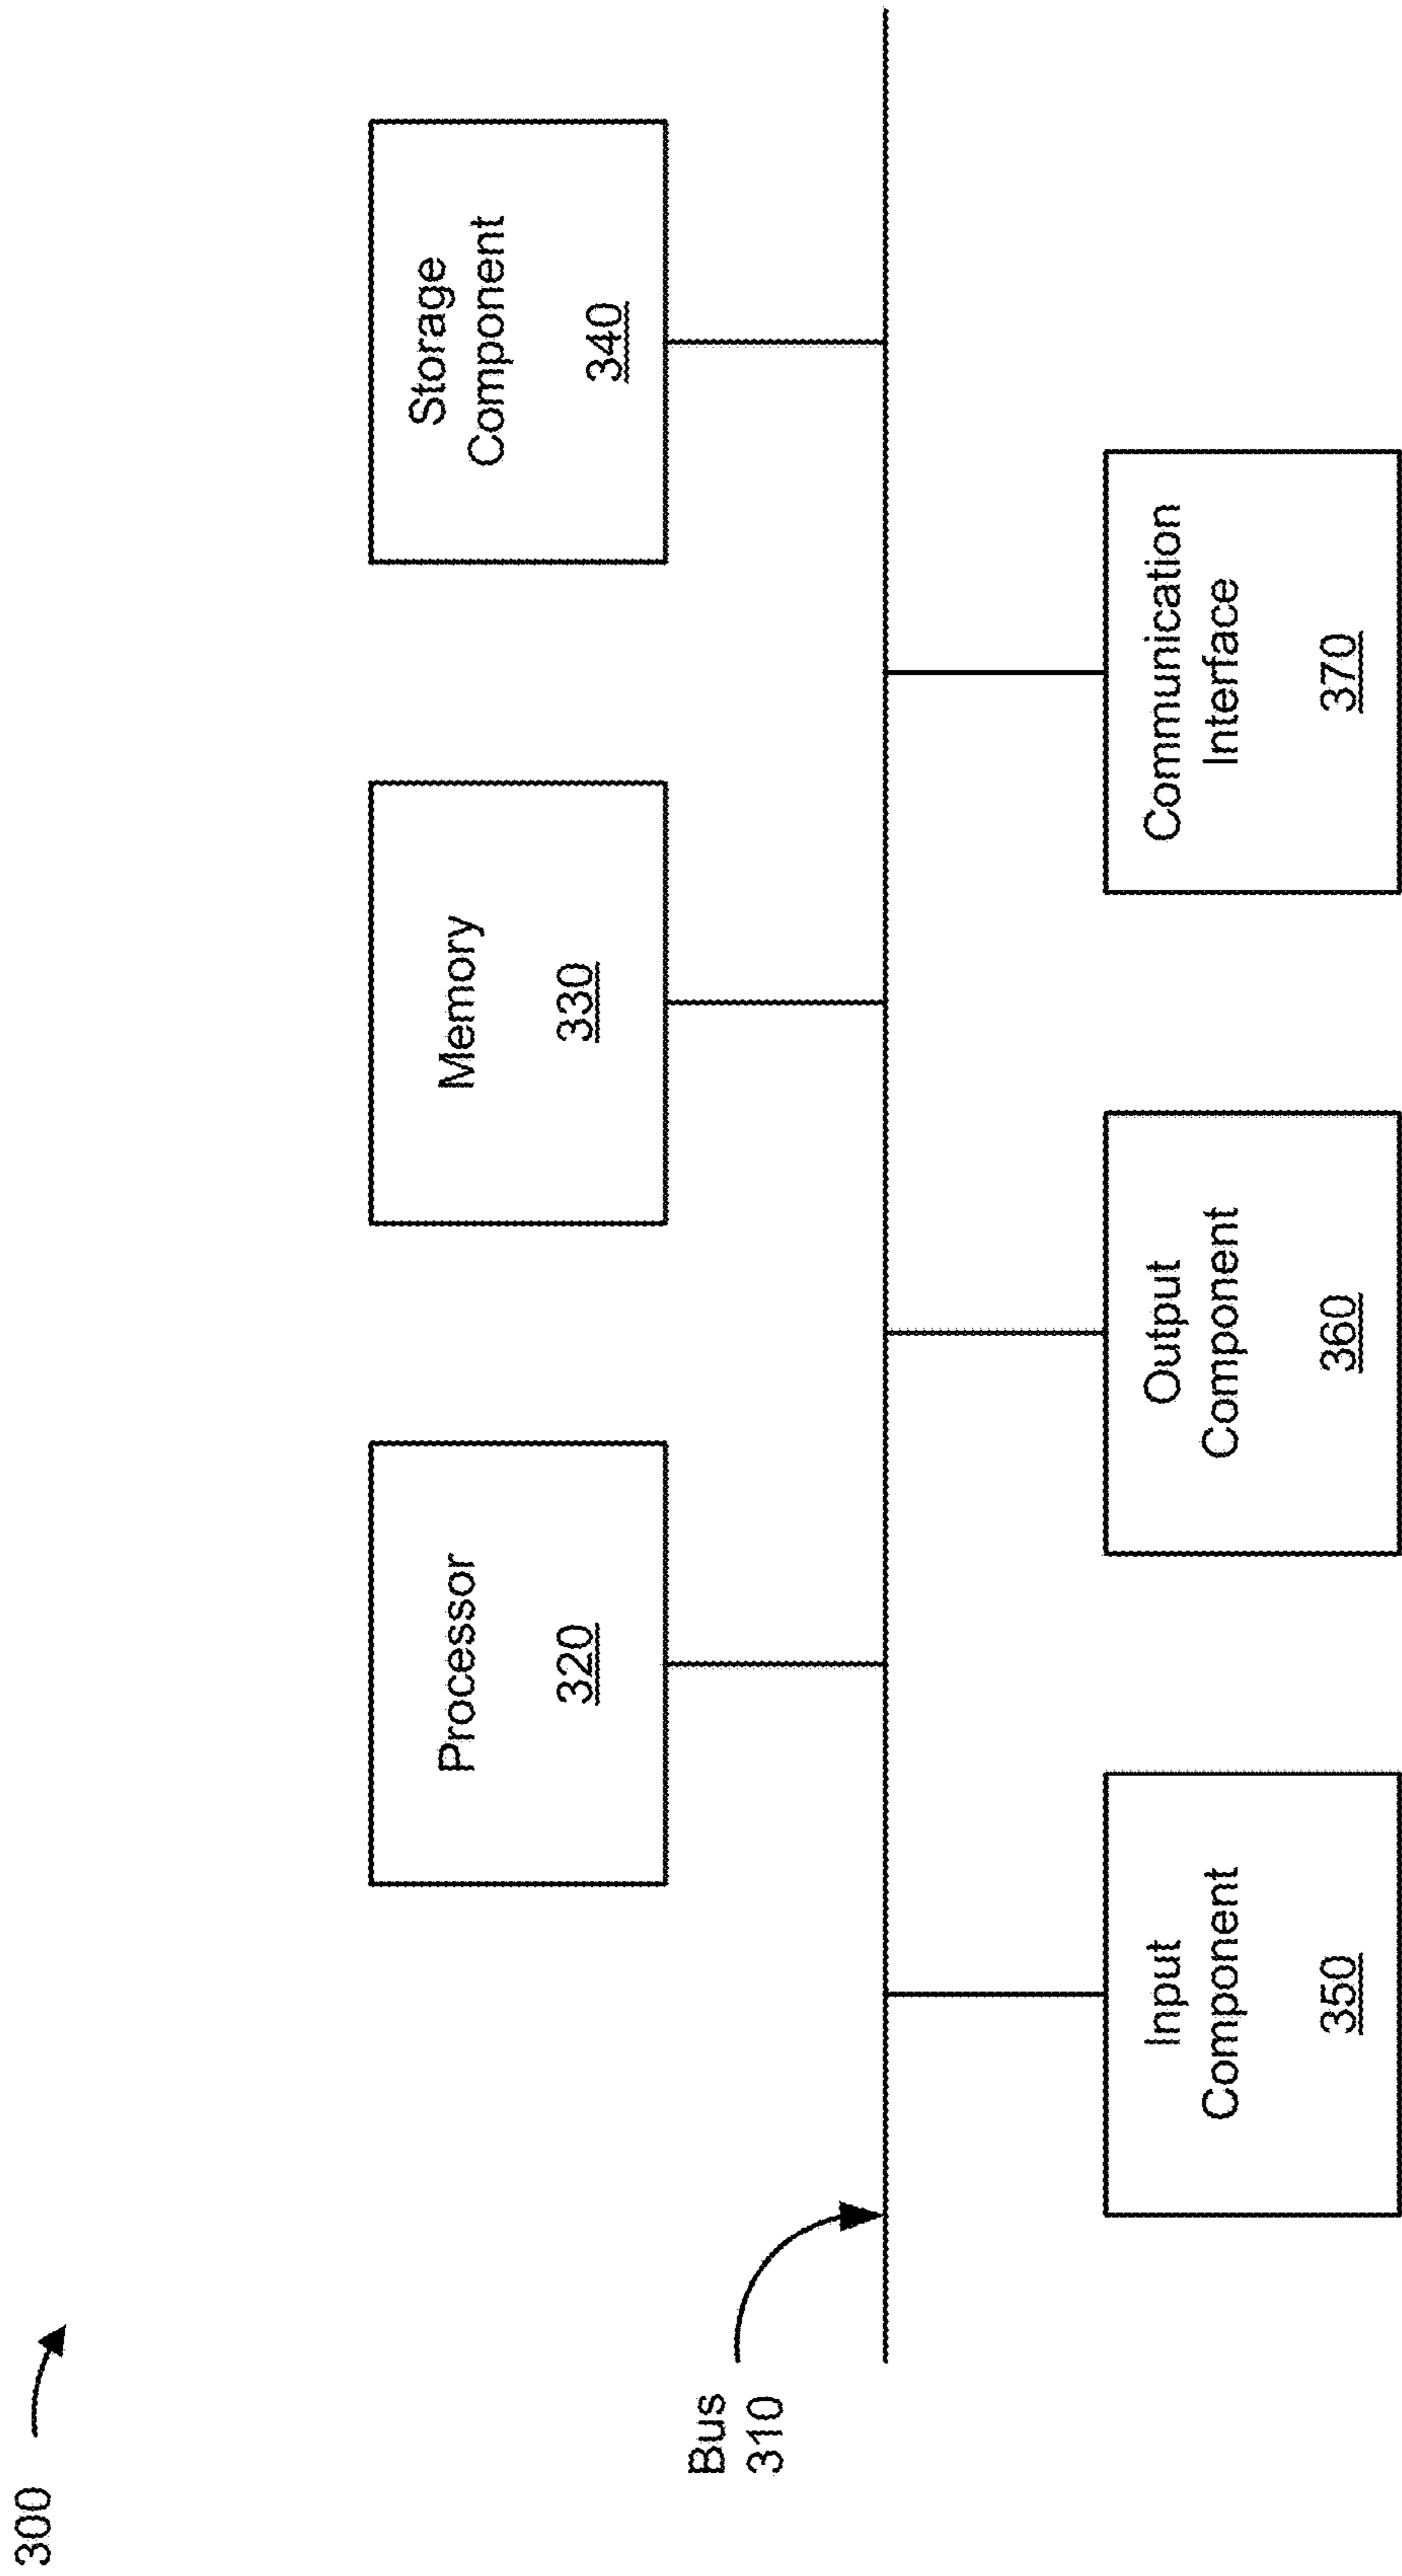 300
Processor
320
Memory
330
Storage
Component
340
Bus
310
Input
Component
350
Output
Component
360
Communication
Interface
370